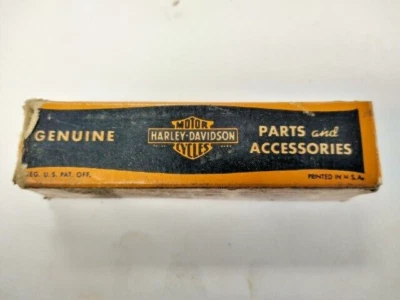 GENUINE
MOTOR
HARLEY-DAVIDSON
CYCLES
PARTS and
ACCESSORIES
REG. U.S. PAT. OFF.
PRINTED IN U.S.A.